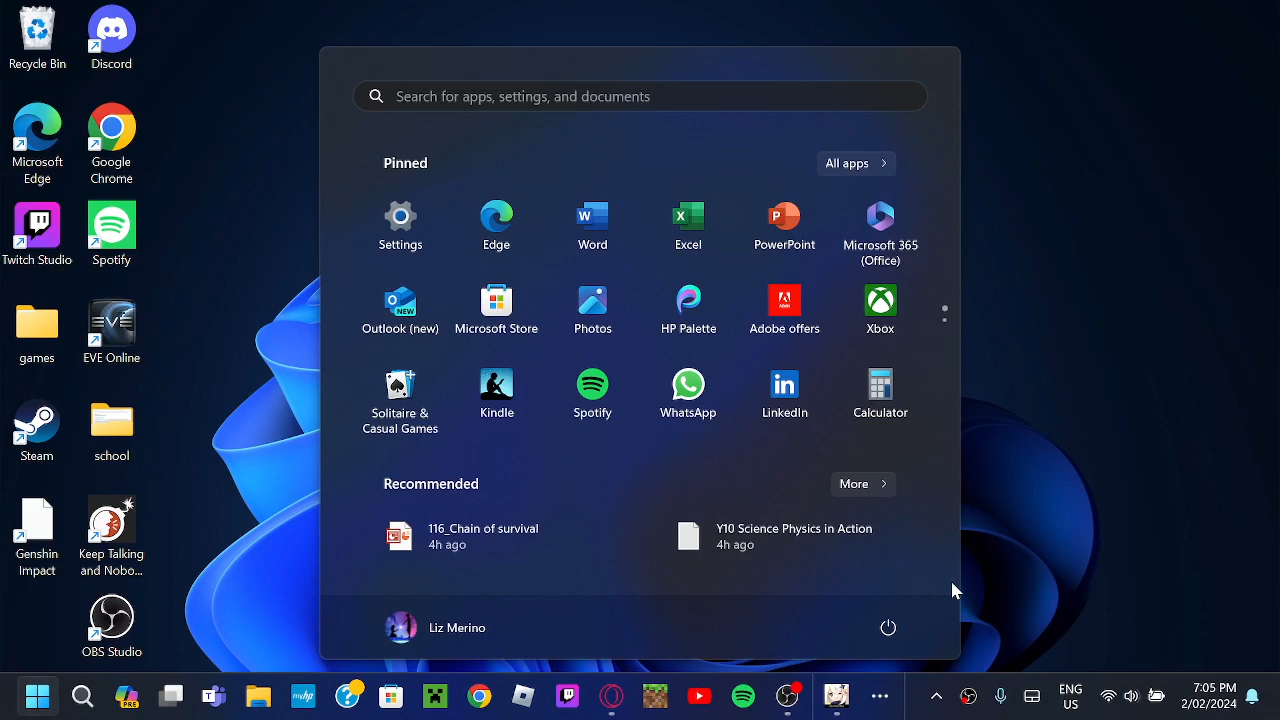 Recycle Bin
Discord
Microsoft
Edge
Google
Chrome
Twitch Studio
Spotify
games
EVE Online
Steam
school
Genshin
Impact
Keep Talking
and Nobo...
OBS Studio
Search for apps, settings, and documents
Pinned
All apps
Settings
Edge
Word
Excel
PowerPoint
Microsoft 365
(Office)
Outlook (new)
Microsoft Store
Photos
HP Palette
Adobe offers
Xbox
Solitaire &
Casual Games
Kindle
Spotify
WhatsApp
LinkedIn
Calculator
Recommended
More
116_Chain of survival
4h ago
Y10 Science Physics in Action
4h ago
Liz Merino
ENG
US
7:05 PM
2/02/2024